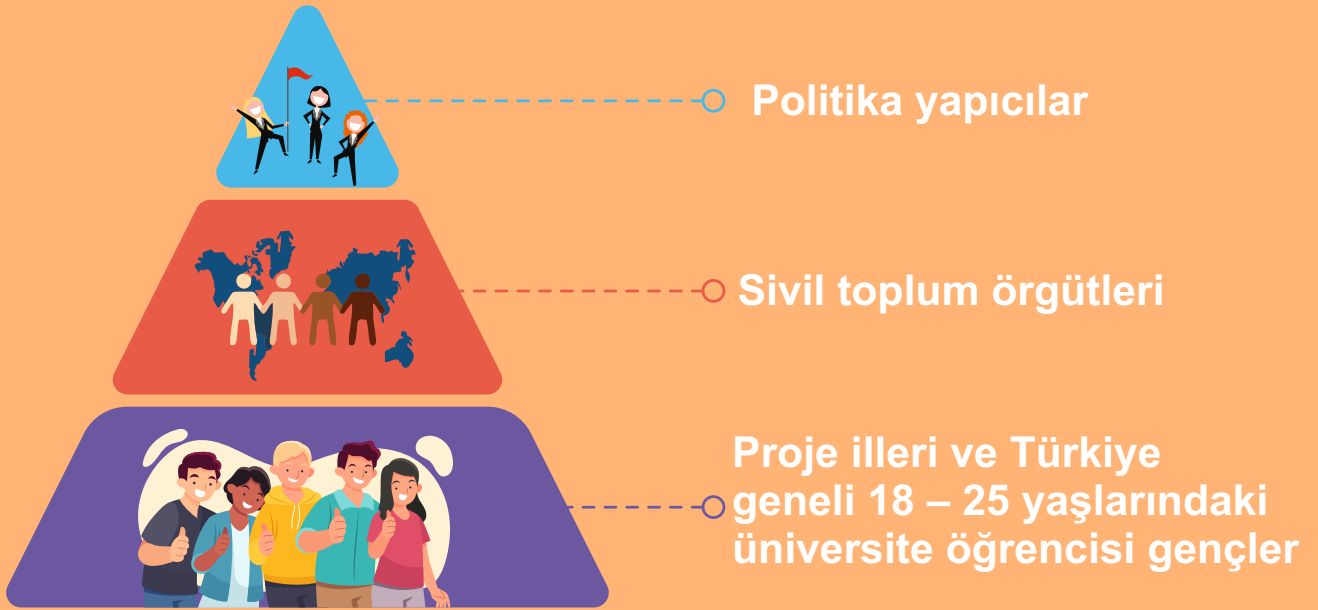 Politika yapıcılar
Sivil toplum örgütleri
Proje illeri ve Türkiye
geneli 18 – 25 yaşlarındaki
üniversite öğrencisi gençler